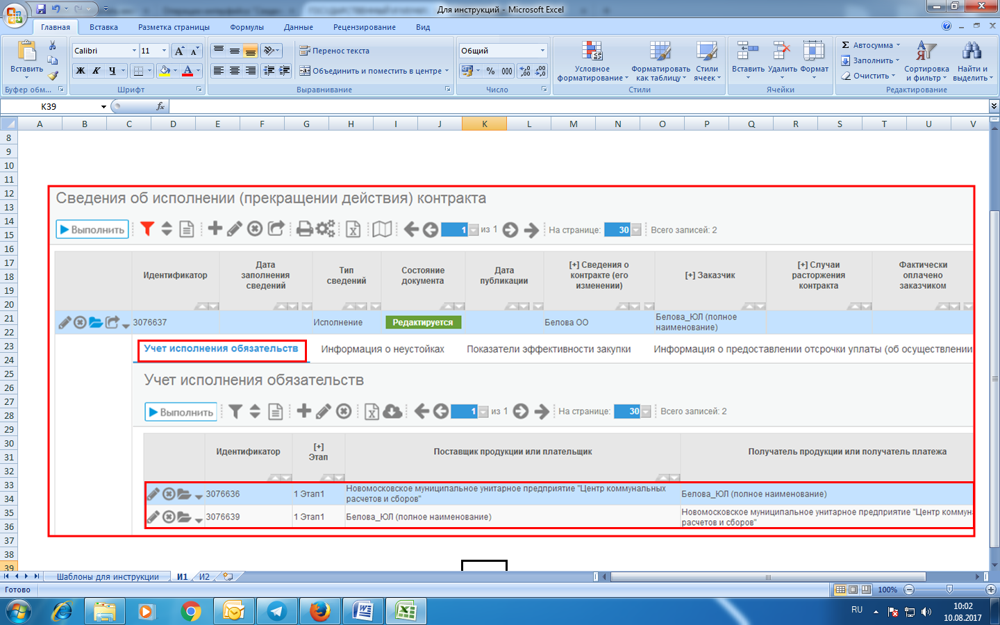 Для инструкций - Microsoft Excel
Главная Вставка Разметка страницы Формулы Данные Рецензирование Вид
Вставить
Calibri 11
Ж К Ч
Перенос текста
Объединить и поместить в центре
Общий
% 000
Условное форматирование
Форматировать как таблицу
Стили ячеек
Вставить Удалить Формат
Σ Автосумма
Заполнить
Очистить
Сортировка и фильтр
Найти и выделить
Буфер обм... Шрифт Выравнивание Число Стили Ячейки Редактирование
K39 fx
A B C D E F G H I J K L M N O P Q R S T U V
8
9
10
11
12
13
14
15
16
17
18
19
20
21
22
23
24
25
26
27
28
29
30
31
32
33
34
35
36
37
38
39
Сведения об исполнении (прекращении действия) контракта
Выполнить 1 из 1 На странице: 30 Всего записей: 2
Идентификатор
Дата заполнения сведений
Тип сведений
Состояние документа
Дата публикации
[+] Сведения о контракте (его изменении)
[+] Заказчик
[+] Случаи расторжения контракта
Фактически оплачено заказчиком
3076637 Исполнение Редактируется Белова ОО Белова_ЮЛ (полное
наименование)
Учет исполнения обязательств Информация о неустойках Показатели эффективности закупки Информация о предоставлении отсрочки уплаты (об осуществлении
Учет исполнения обязательств
Выполнить 1 из 1 На странице: 30 Всего записей: 2
Идентификатор
[+] Этап
Поставщик продукции или плательщик
Получатель продукции или получатель платежа
3076636 1 Этап1 Новомосковское муниципальное унитарное предприятие "Центр коммунальных
расчетов и сборов"
Белова_ЮЛ (полное наименование)
3076639 1 Этап1 Белова_ЮЛ (полное наименование)
Новомосковское муниципальное унитарное предприятие "Центр коммуна
расчетов и сборов"
Шаблоны для инструкции И1 И2
Готово 100%
RU 10:02
10.08.2017